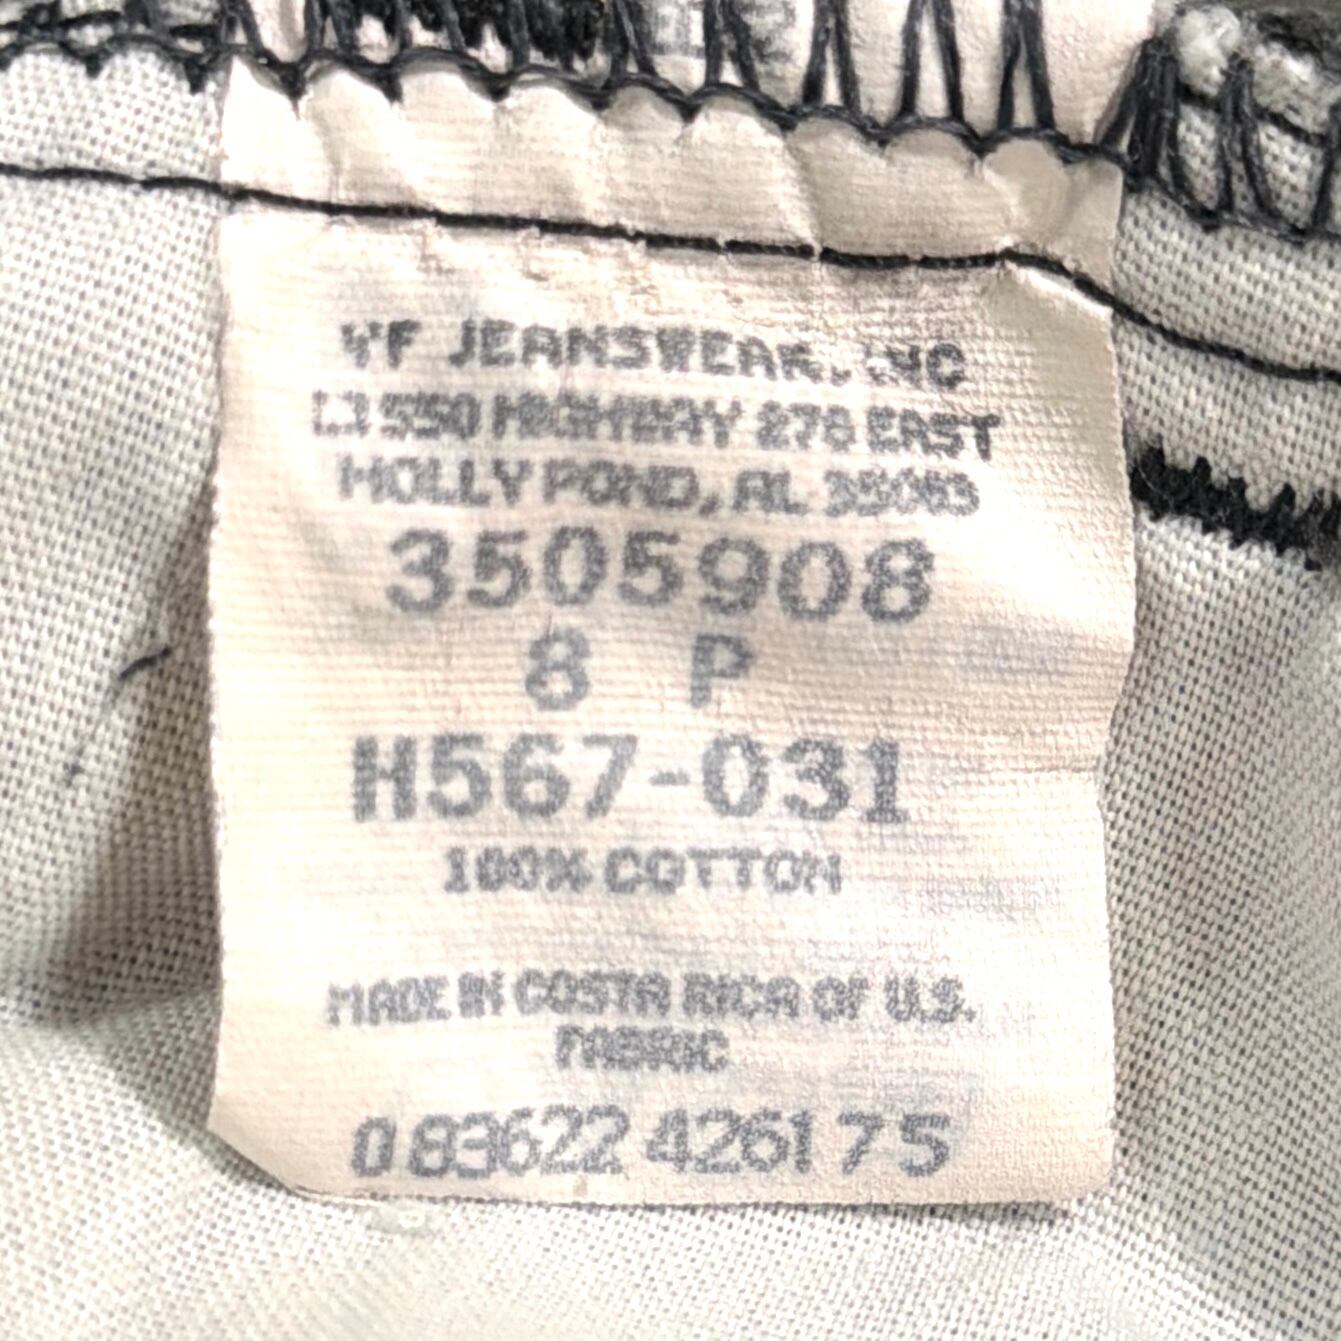 VF JEANSWEAR, INC
13550 HIGHWAY 278 EAST
HOLLY POND, AL 35083
3505908
8 P
H567-031
100% COTTON
MADE IN COSTA RICA OF U.S.
FABRIC
0 83622 42617 5